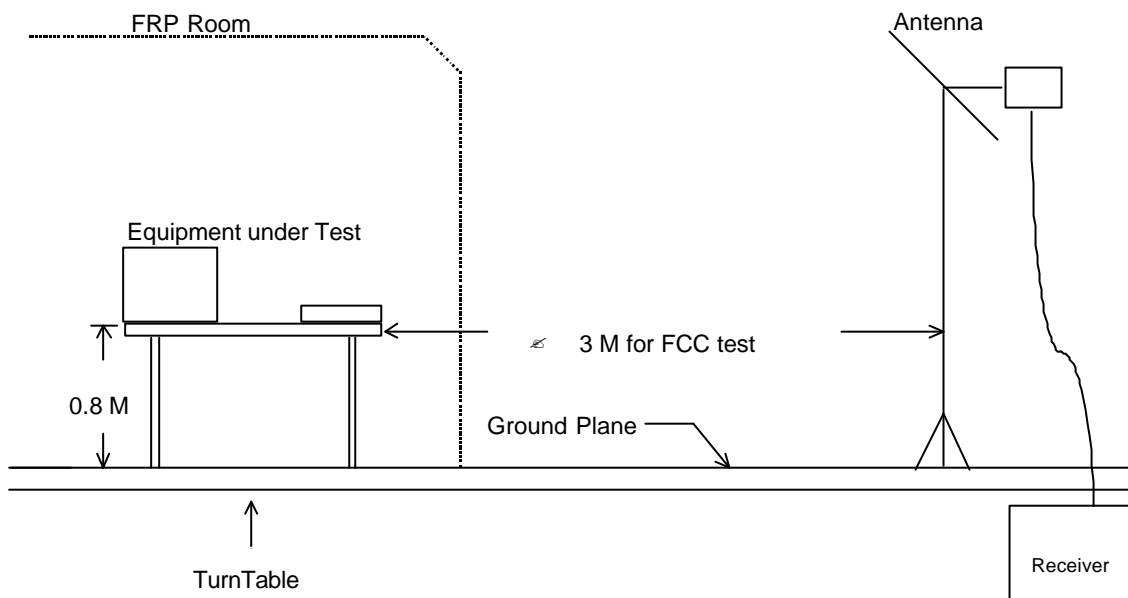 FRP Room
Antenna
Equipment under Test
3 M for FCC test
0.8 M
Ground Plane
TurnTable
Receiver